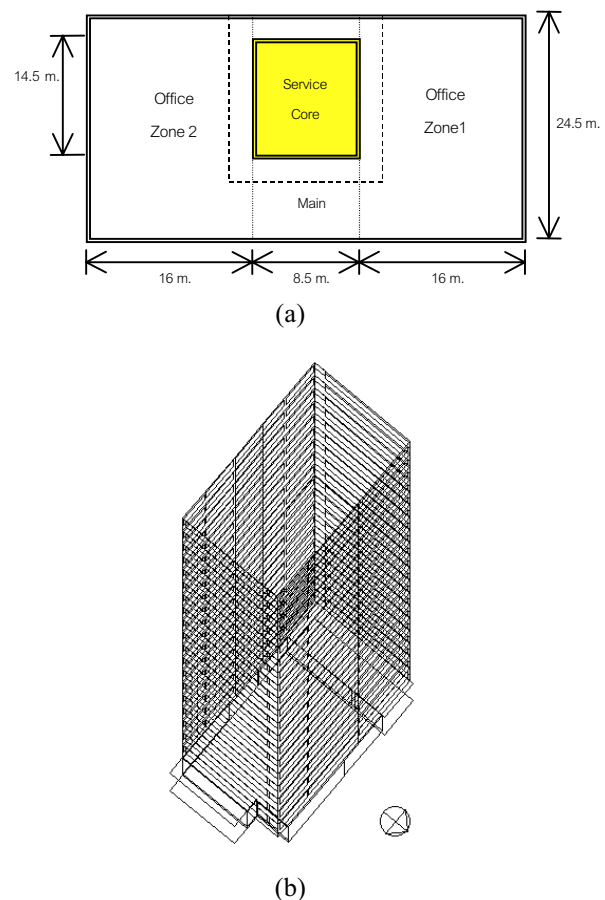 14.5 m.
Office
Zone 2
Service
Core
Office
Zone1
24.5 m.
Main
16 m.
8.5 m.
16 m.
(a)
(b)